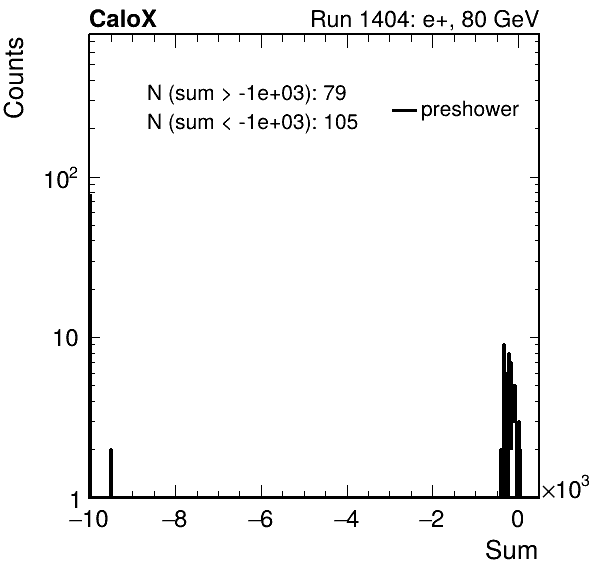 CaloX Run 1404: e+, 80 GeV
Counts
N (sum > -1e+03): 79
N (sum < -1e+03): 105
preshower
10²
10
1
−10 −8 −6 −4 −2 0 ×10³
Sum